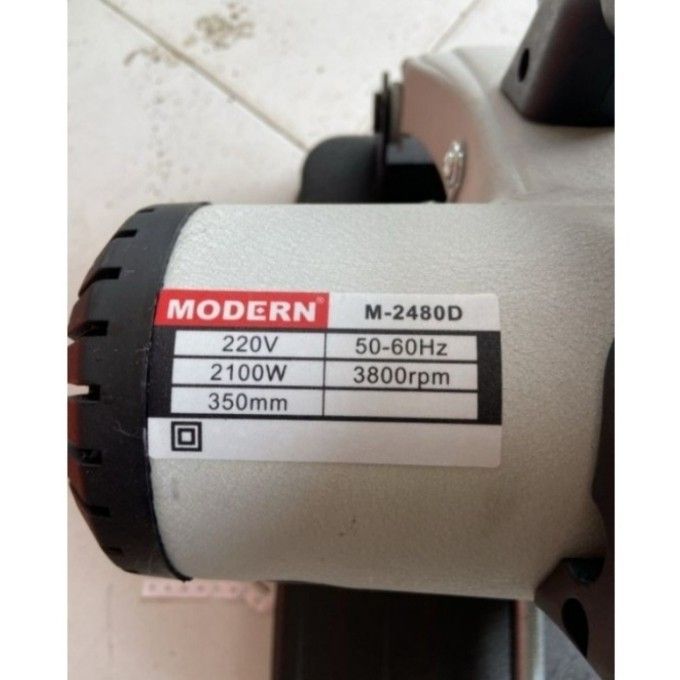 MODERN® M-2480D
220V 50-60Hz
2100W 3800rpm
350mm